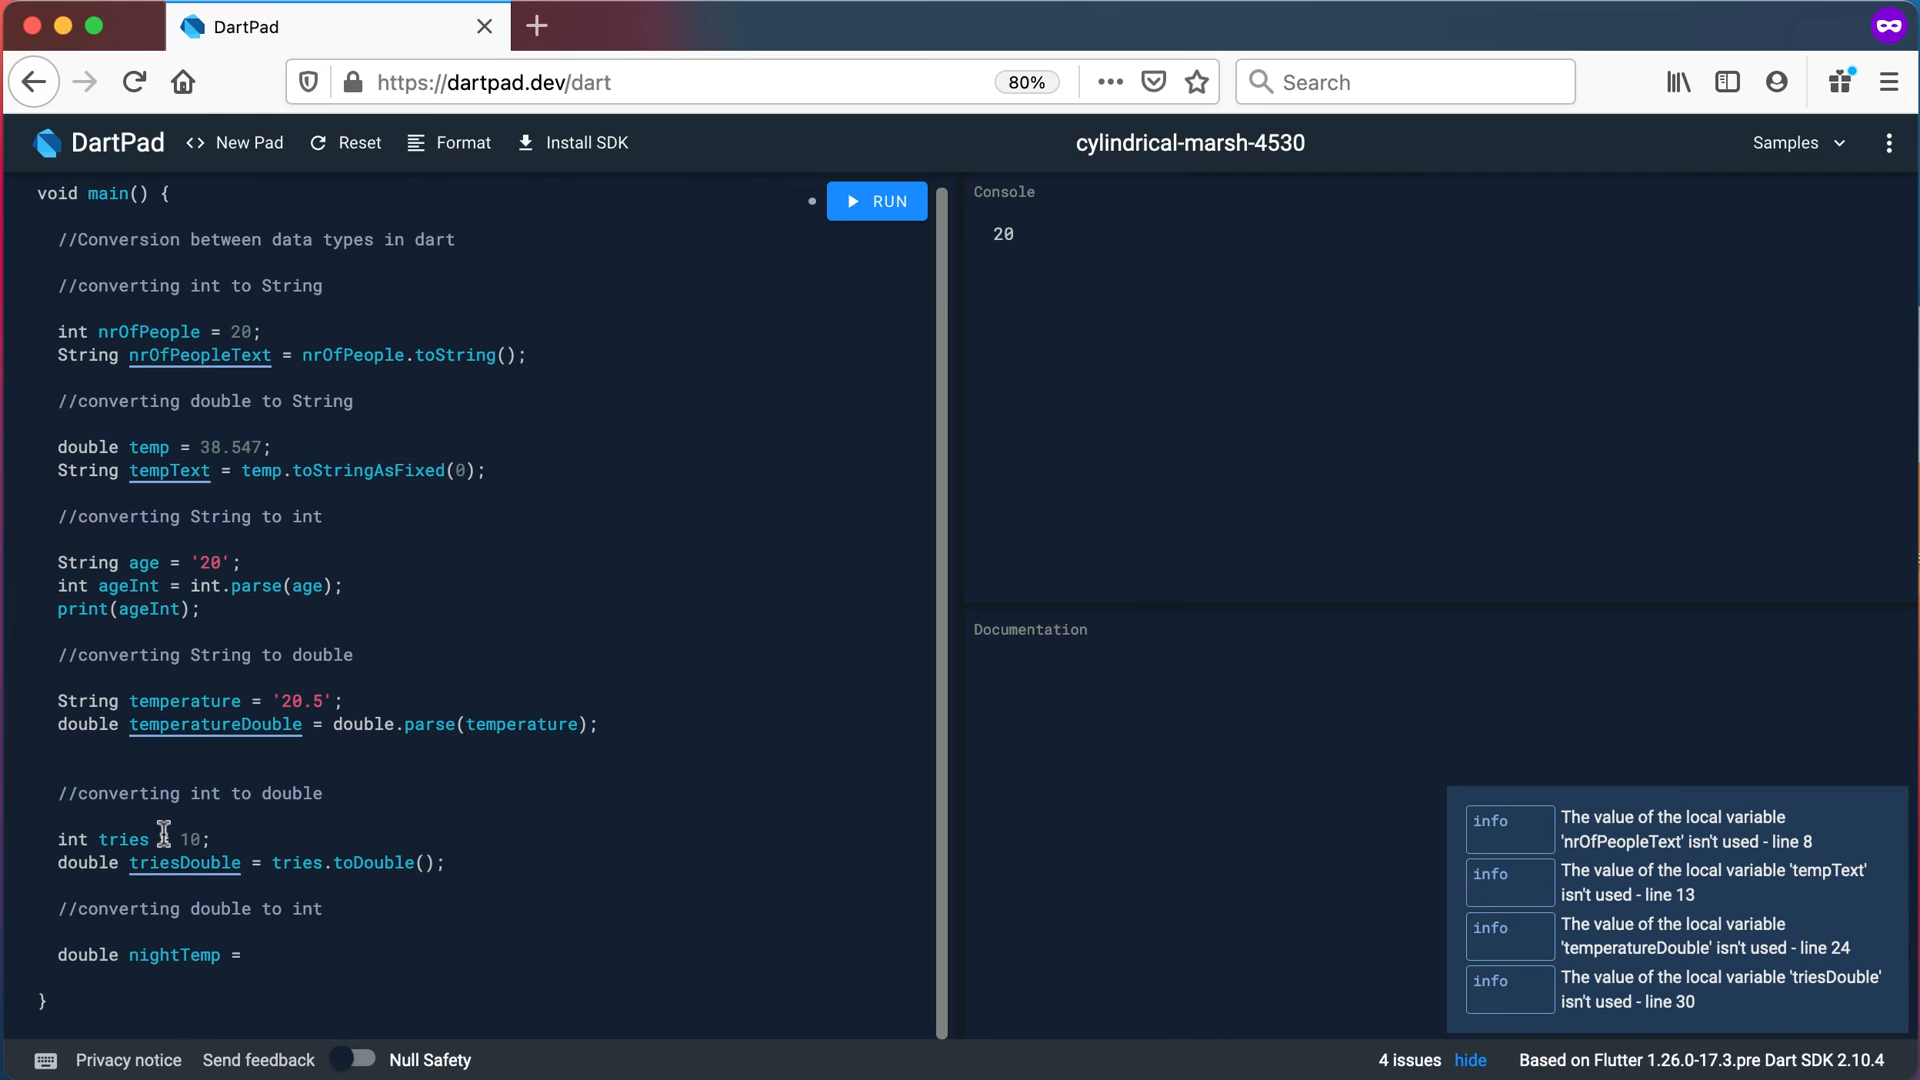 DartPad
https://dartpad.dev/dart
80%
Search
DartPad
New Pad
Reset
Format
Install SDK
cylindrical-marsh-4530
Samples
void main() {
//Conversion between data types in dart
//converting int to String
int nrOfPeople = 20;
String nrOfPeopleText = nrOfPeople.toString();
//converting double to String
double temp = 38.547;
String tempText = temp.toStringAsFixed(0);
//converting String to int
String age = '20';
int ageInt = int.parse(age);
print(ageInt);
//converting String to double
String temperature = '20.5';
double temperatureDouble = double.parse(temperature);
//converting int to double
int tries 10;
double triesDouble = tries.toDouble();
//converting double to int
double nightTemp =
}
RUN
Console
20
Documentation
info
The value of the local variable
'nrOfPeopleText' isn't used - line 8
info
The value of the local variable 'tempText'
isn't used - line 13
info
The value of the local variable
'temperatureDouble' isn't used - line 24
info
The value of the local variable 'triesDouble'
isn't used - line 30
Privacy notice
Send feedback
Null Safety
4 issues
hide
Based on Flutter 1.26.0-17.3.pre Dart SDK 2.10.4